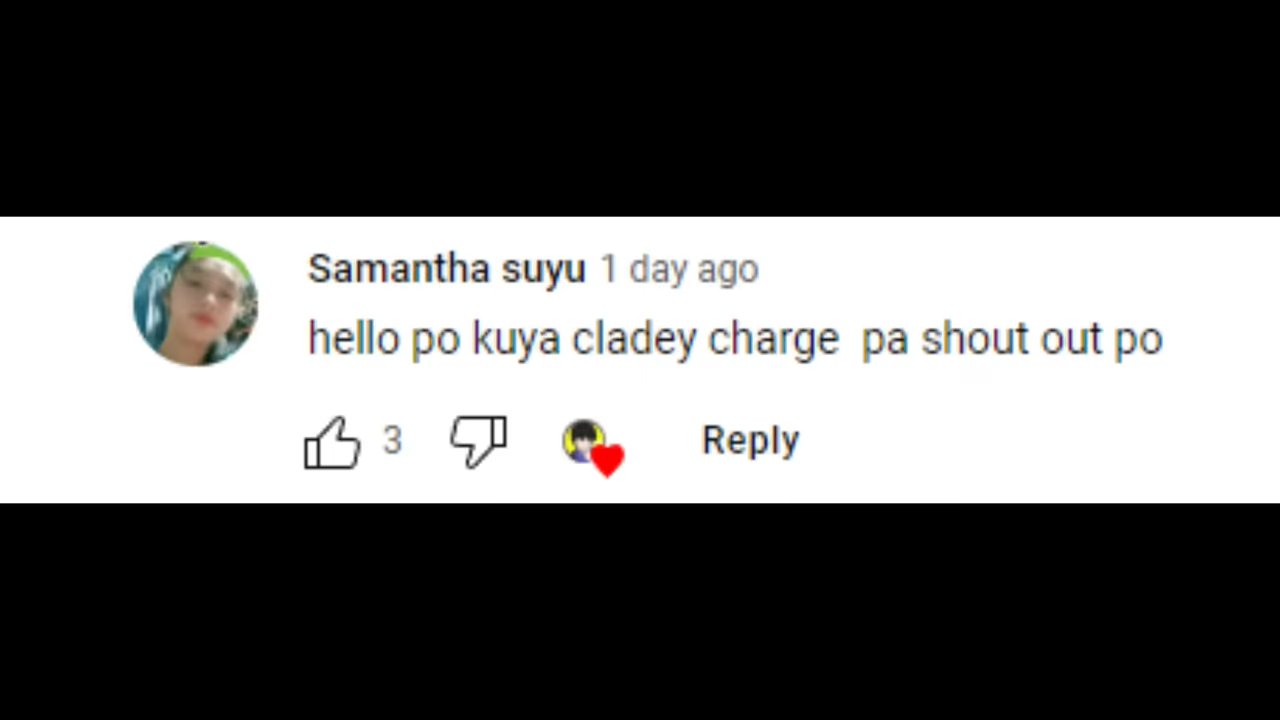 Samantha suyu 1 day ago
hello po kuya cladey charge  pa shout out po
3 Reply